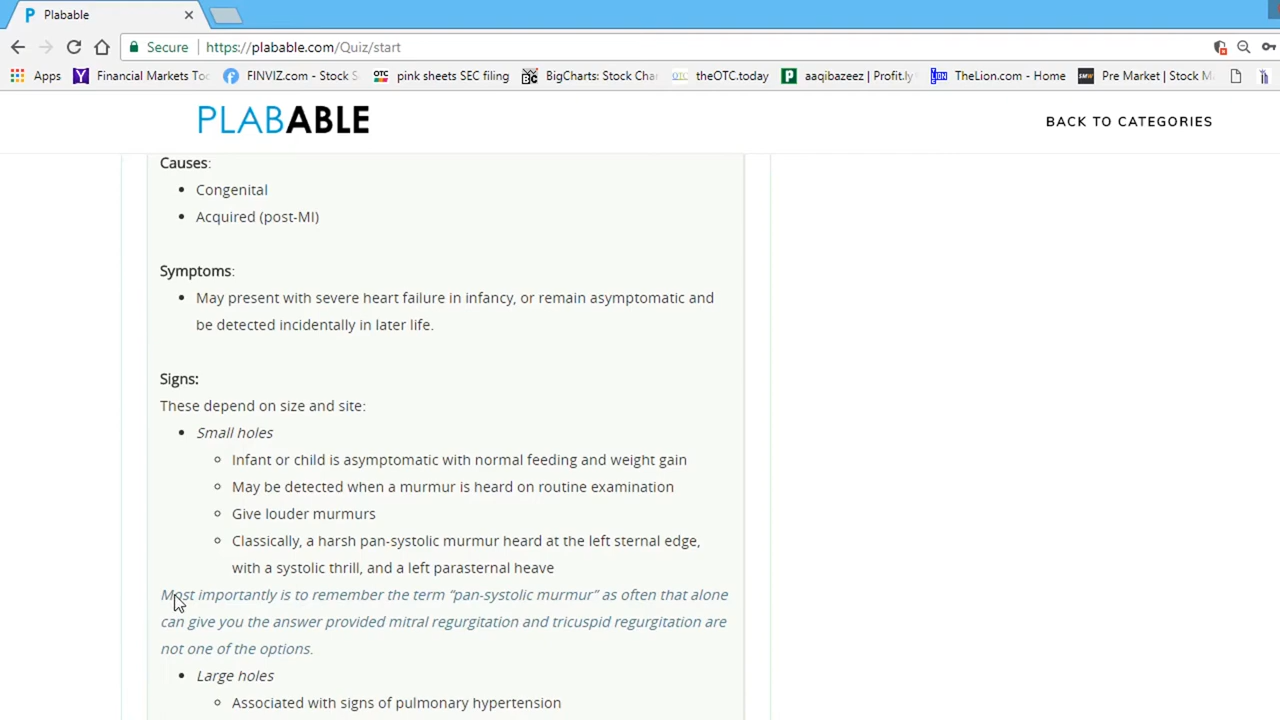 Plabable
Secure https://plabable.com/Quiz/start
Apps Financial Markets To FINVIZ.com - Stock S OTC pink sheets SEC filing BigCharts: Stock Char OTC theOTC.today aaqibazeez | Profit.ly TheLion.com - Home SMW Pre Market | Stock M
PLABABLE
BACK TO CATEGORIES
Causes:
• Congenital
• Acquired (post-MI)
Symptoms:
• May present with severe heart failure in infancy, or remain asymptomatic and
be detected incidentally in later life.
Signs:
These depend on size and site:
• Small holes
◦ Infant or child is asymptomatic with normal feeding and weight gain
◦ May be detected when a murmur is heard on routine examination
◦ Give louder murmurs
◦ Classically, a harsh pan-systolic murmur heard at the left sternal edge,
with a systolic thrill, and a left parasternal heave
Most importantly is to remember the term “pan-systolic murmur” as often that alone
can give you the answer provided mitral regurgitation and tricuspid regurgitation are
not one of the options.
• Large holes
◦ Associated with signs of pulmonary hypertension